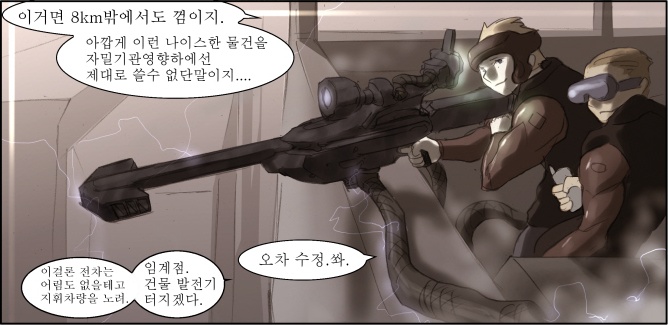 이거면 8km밖에서도 껌이지.
아깝게 이런 나이스한 물건을
자밀기관영향하에선
제대로 쓸수 없단말이지....
오차 수정.쏴.
임계점.
건물 발전기
터지겠다.
이걸론 전차는
어림도 없을테고
지휘차량을 노려.